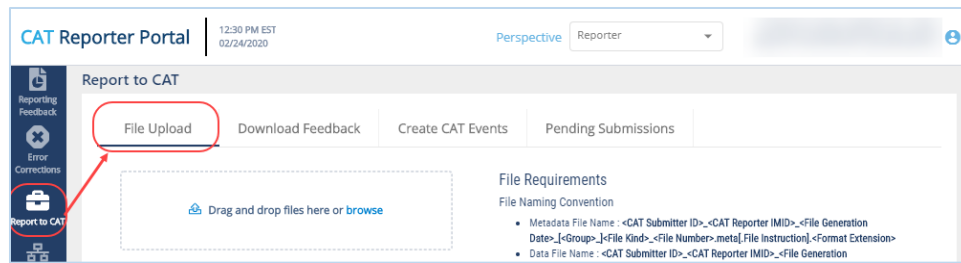 CAT Reporter Portal
12:30 PM EST
02/24/2020
Perspective
Reporter
Reporting
Feedback
Error
Corrections
Report to CAT
Report to CAT
File Upload
Download Feedback
Create CAT Events
Pending Submissions
Drag and drop files here or browse
File Requirements
File Naming Convention
Metadata File Name : <CAT Submitter ID>_<CAT Reporter IMID>_<File Generation
Date>_[<Group>_]<File Kind>_<File Number>.meta[.File Instruction].<Format Extension>
Data File Name : <CAT Submitter ID>_<CAT Reporter IMID>_<File Generation